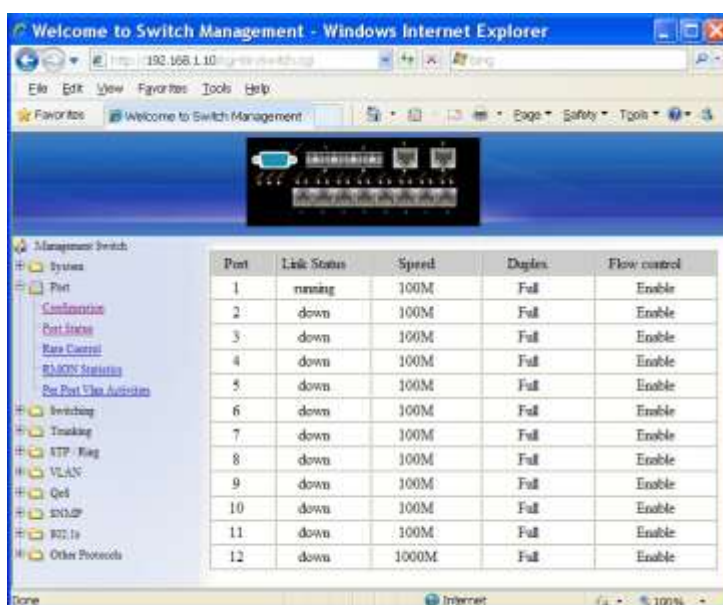 Welcome to Switch Management - Windows Internet Explorer
192.168.1.10
File Edit View Favorites Tools Help
Favorites Welcome to Switch Management Page Safety Tools
Management Switch
System
Port
Configuration
Port Status
Rate Control
RMON Statistics
Per Port Vlan Activities
Switching
Trunking
STP Ring
VLAN
QoS
SNMP
802.1x
Other Protocols
Port Link Status Speed Duplex Flow control
1 running 100M Full Enable
2 down 100M Full Enable
3 down 100M Full Enable
4 down 100M Full Enable
5 down 100M Full Enable
6 down 100M Full Enable
7 down 100M Full Enable
8 down 100M Full Enable
9 down 100M Full Enable
10 down 100M Full Enable
11 down 100M Full Enable
12 down 1000M Full Enable
Done Internet 100%